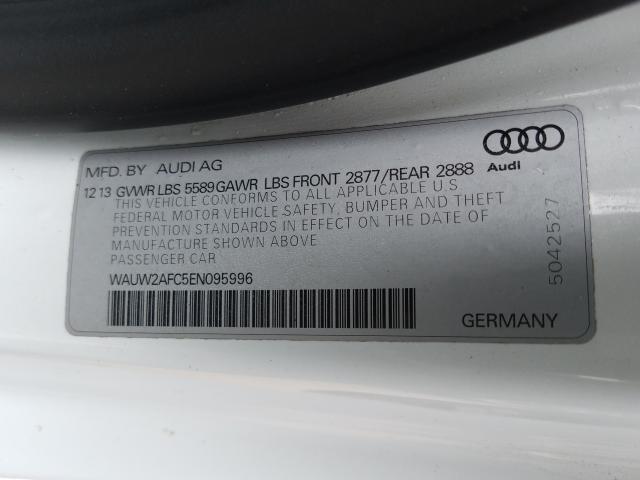 MFD. BY AUDI AG
Audi
12 13 GVWR LBS 5589 GAWR LBS FRONT 2877/REAR 2888
THIS VEHICLE CONFORMS TO ALL APPLICABLE U.S
FEDERAL MOTOR VEHICLE SAFETY, BUMPER AND THEFT
PREVENTION STANDARDS IN EFFECT ON THE DATE OF
MANUFACTURE SHOWN ABOVE
PASSENGER CAR
WAUW2AFC5EN095996
GERMANY
5042527